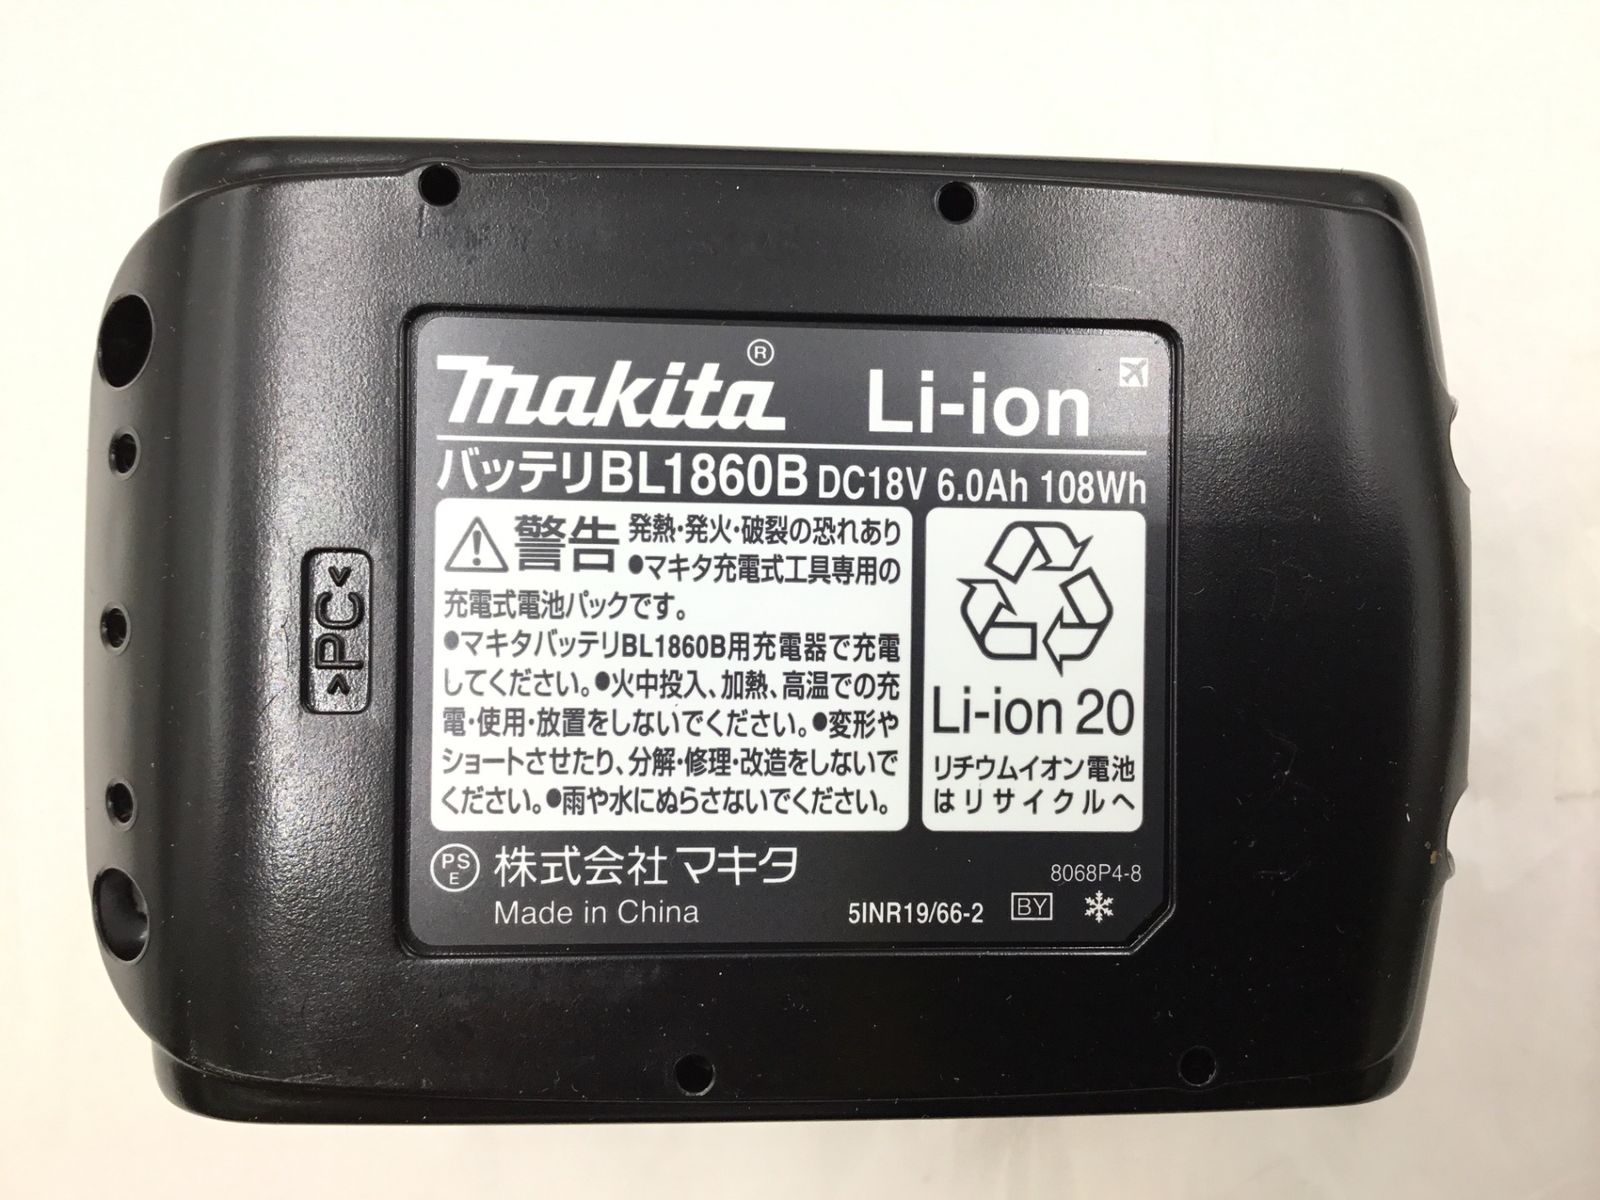 makita® Li-ion
バッテリBL1860B DC18V 6.0Ah 108Wh
警告 発熱・発火・破裂の恐れあり
●マキタ充電式工具専用の
充電式電池パックです。
●マキタバッテリBL1860B用充電器で充電
してください。●火中投入、加熱、高温での充
電・使用・放置をしないでください。●変形や
ショートさせたり、分解・修理・改造をしないで
ください。●雨や水にぬらさないでください。
Li-ion 20
リチウムイオン電池
はリサイクルへ
PSE 株式会社マキタ
8068P4-8
Made in China
5INR19/66-2 BY
>PC<